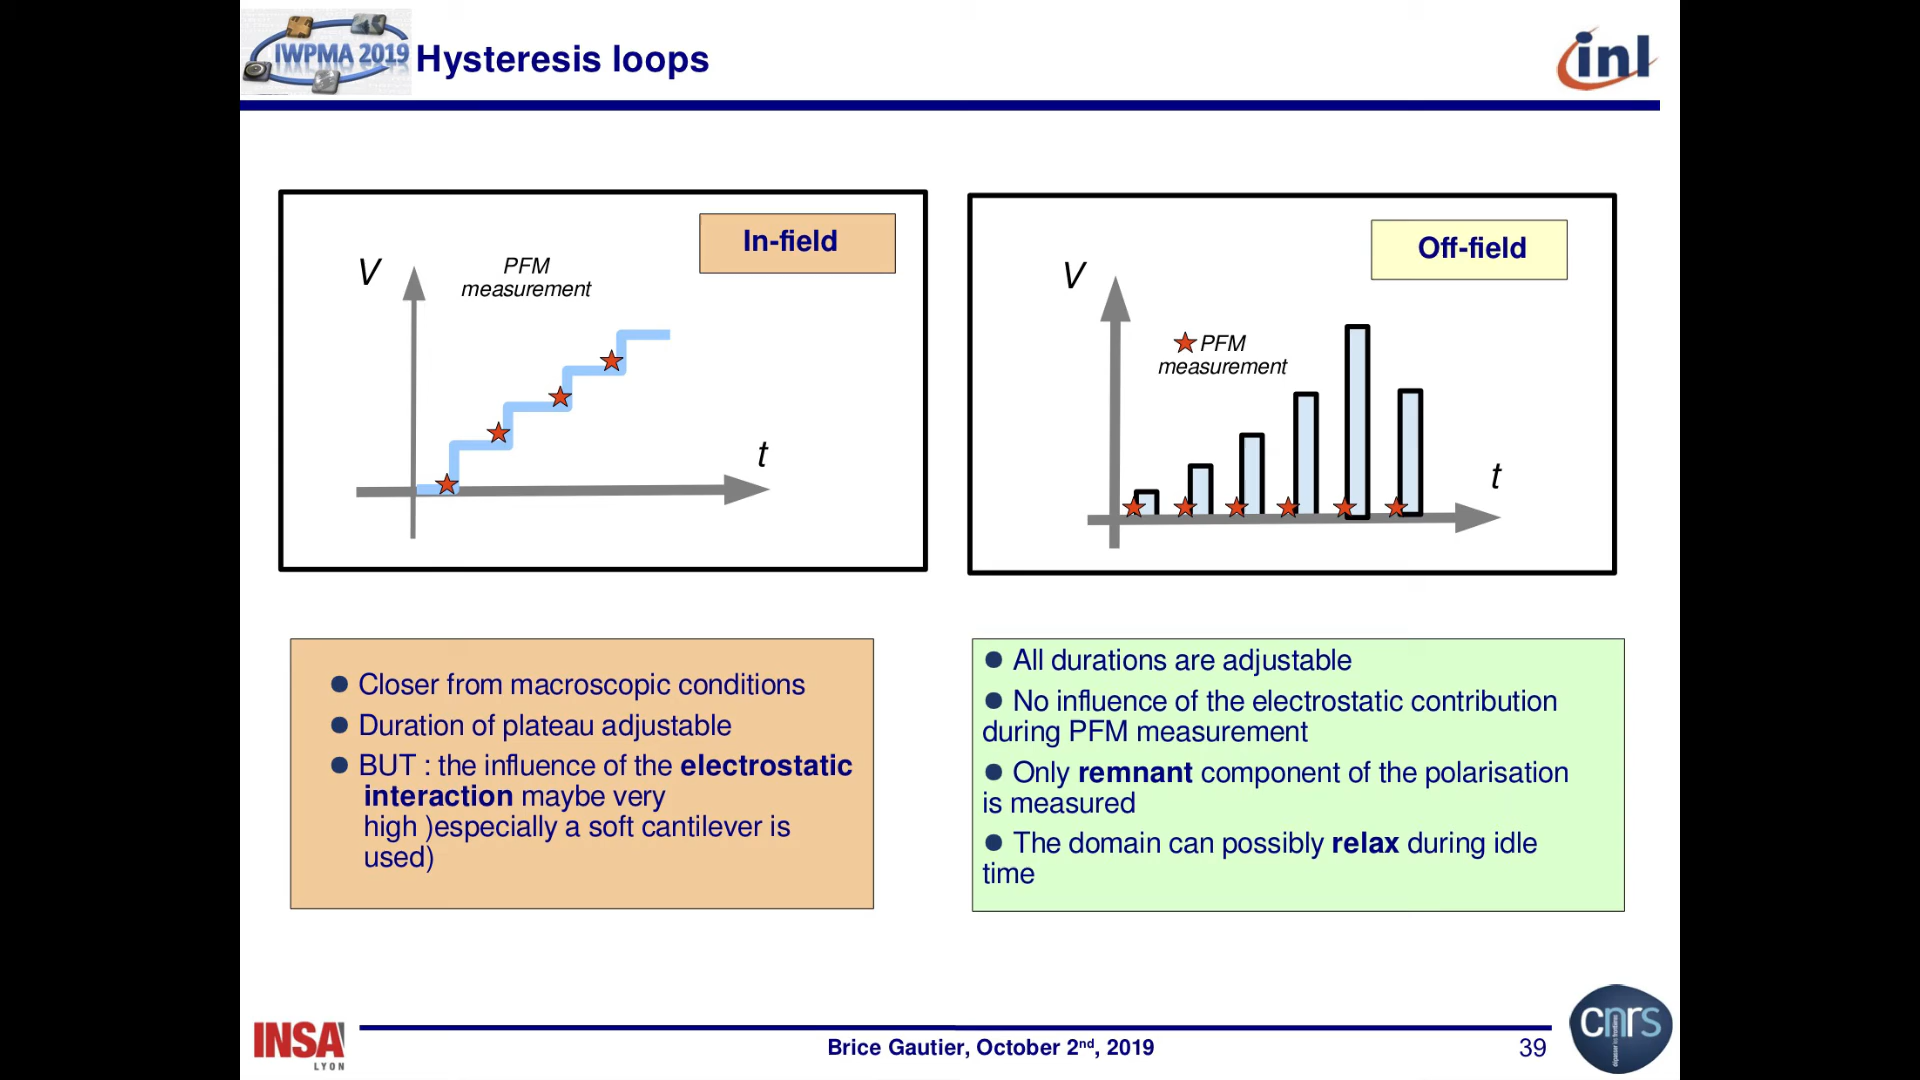 IWPMA 2019
Hysteresis loops
inl
In-field
V
PFM
measurement
t
Off-field
V
PFM
measurement
t
● Closer from macroscopic conditions
● Duration of plateau adjustable
● BUT : the influence of the electrostatic
interaction maybe very
high )especially a soft cantilever is
used)
● All durations are adjustable
● No influence of the electrostatic contribution
during PFM measurement
● Only remnant component of the polarisation
is measured
● The domain can possibly relax during idle
time
INSA
LYON
Brice Gautier, October 2nd, 2019
39
cnrs